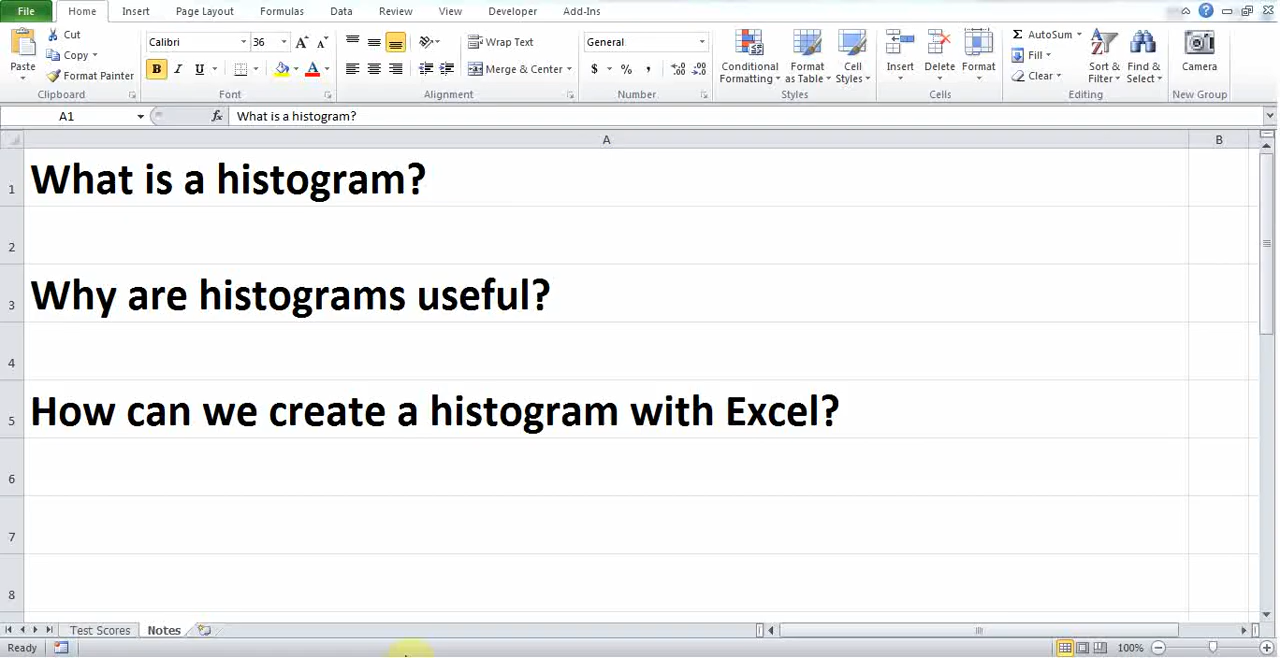 File Home Insert Page Layout Formulas Data Review View Developer Add-Ins
Cut Calibri 36 Wrap Text General AutoSum
Copy Fill
Paste Format Painter B I U Merge & Center $ % , Conditional Formatting Format as Table Cell Styles Insert Delete Format Clear Sort & Filter Find & Select Camera
Clipboard Font Alignment Number Styles Cells Editing New Group
A1 fx What is a histogram?
A B
1 What is a histogram?
2
3 Why are histograms useful?
4
5 How can we create a histogram with Excel?
6
7
8
Test Scores Notes
Ready 100%